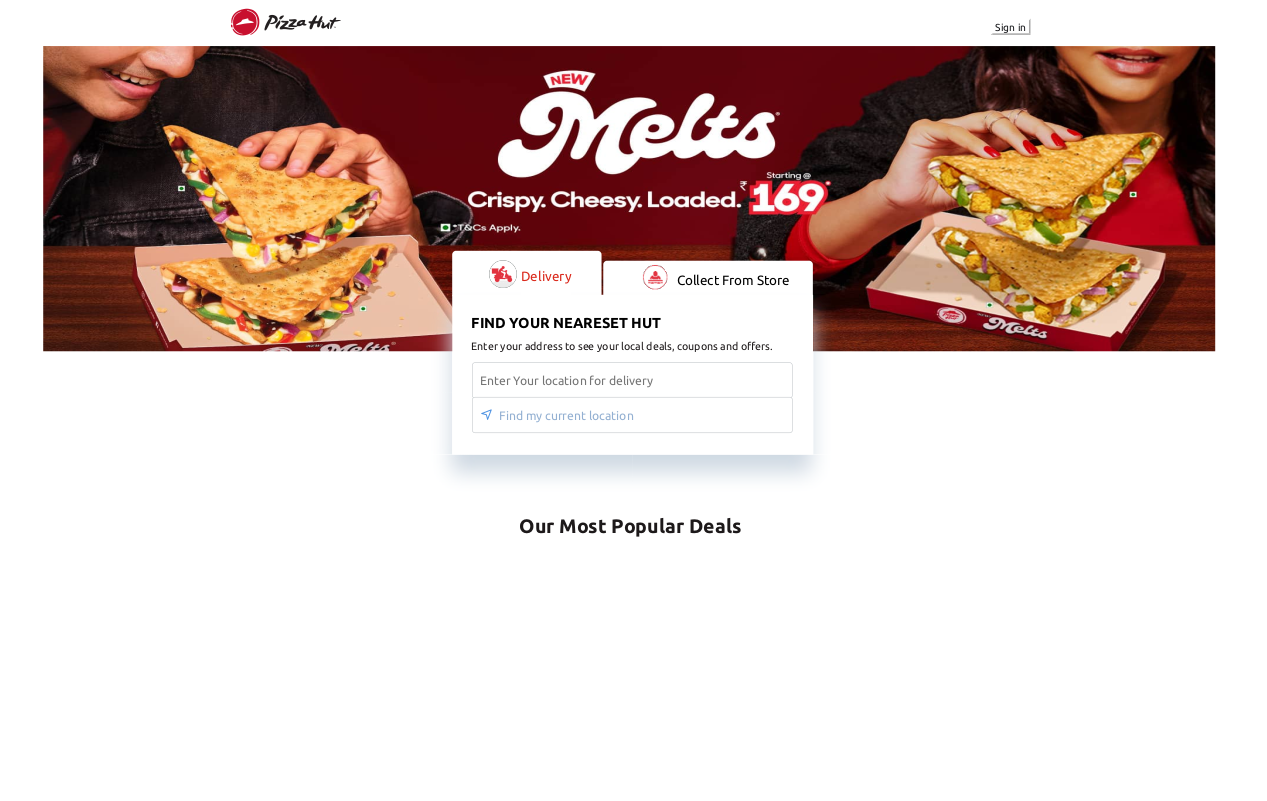 Pizza Hut
Sign in
NEW
Melts
Starting @
Crispy. Cheesy. Loaded. ₹169*
*T&Cs Apply.
Delivery
Collect From Store
Melts
Melts
FIND YOUR NEARESET HUT
Enter your address to see your local deals, coupons and offers.
Enter Your location for delivery
Find my current location
Our Most Popular Deals